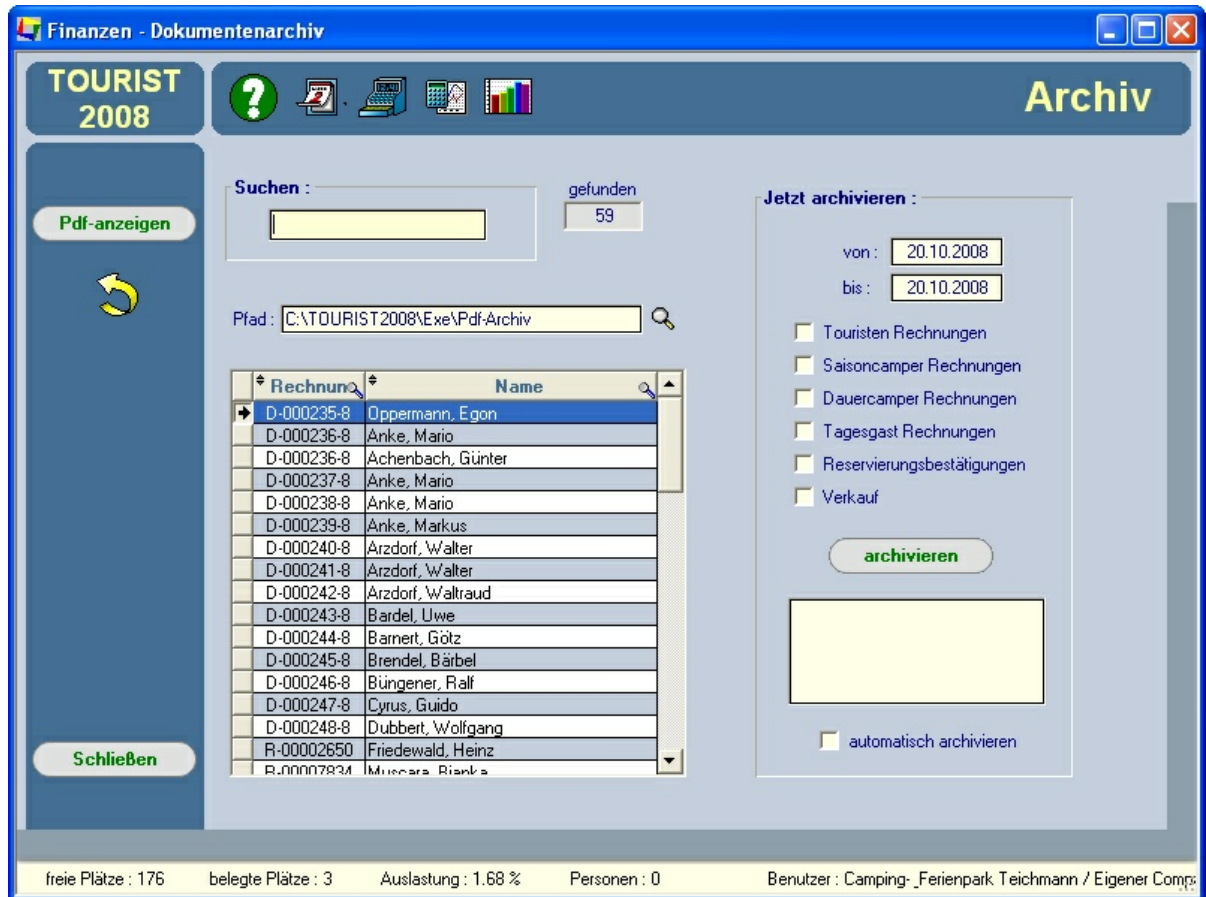 Finanzen - Dokumentenarchiv
TOURIST
2008
Archiv
Pdf-anzeigen
Schließen
Suchen :
gefunden
59
Pfad : C:\TOURIST2008\Exe\Pdf-Archiv
Rechnung Name
D-000235-8 Oppermann, Egon
D-000236-8 Anke, Mario
D-000236-8 Achenbach, Günter
D-000237-8 Anke, Mario
D-000238-8 Anke, Mario
D-000239-8 Anke, Markus
D-000240-8 Arzdorf, Walter
D-000241-8 Arzdorf, Walter
D-000242-8 Arzdorf, Waltraud
D-000243-8 Bardel, Uwe
D-000244-8 Barnert, Götz
D-000245-8 Brendel, Bärbel
D-000246-8 Büngener, Ralf
D-000247-8 Cyrus, Guido
D-000248-8 Dubbert, Wolfgang
R-00002650 Friedewald, Heinz
R-00007834 Muscara, Bianka
Jetzt archivieren :
von : 20.10.2008
bis : 20.10.2008
Touristen Rechnungen
Saisoncamper Rechnungen
Dauercamper Rechnungen
Tagesgast Rechnungen
Reservierungsbestätigungen
Verkauf
archivieren
automatisch archivieren
freie Plätze : 176 belegte Plätze : 3 Auslastung : 1.68 % Personen : 0 Benutzer : Camping-_Ferienpark Teichmann / Eigener Comp